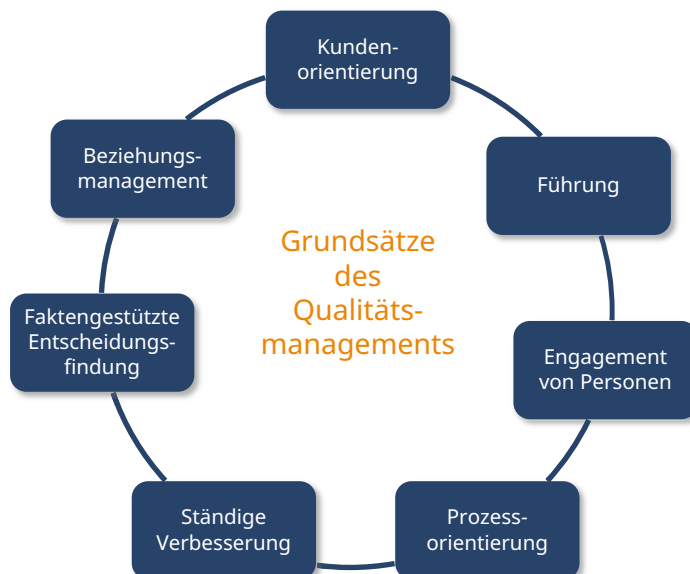 Kunden-
orientierung
Führung
Engagement
von Personen
Prozess-
orientierung
Ständige
Verbesserung
Faktengestützte
Entscheidungs-
findung
Beziehungs-
management
Grundsätze
des
Qualitäts-
managements